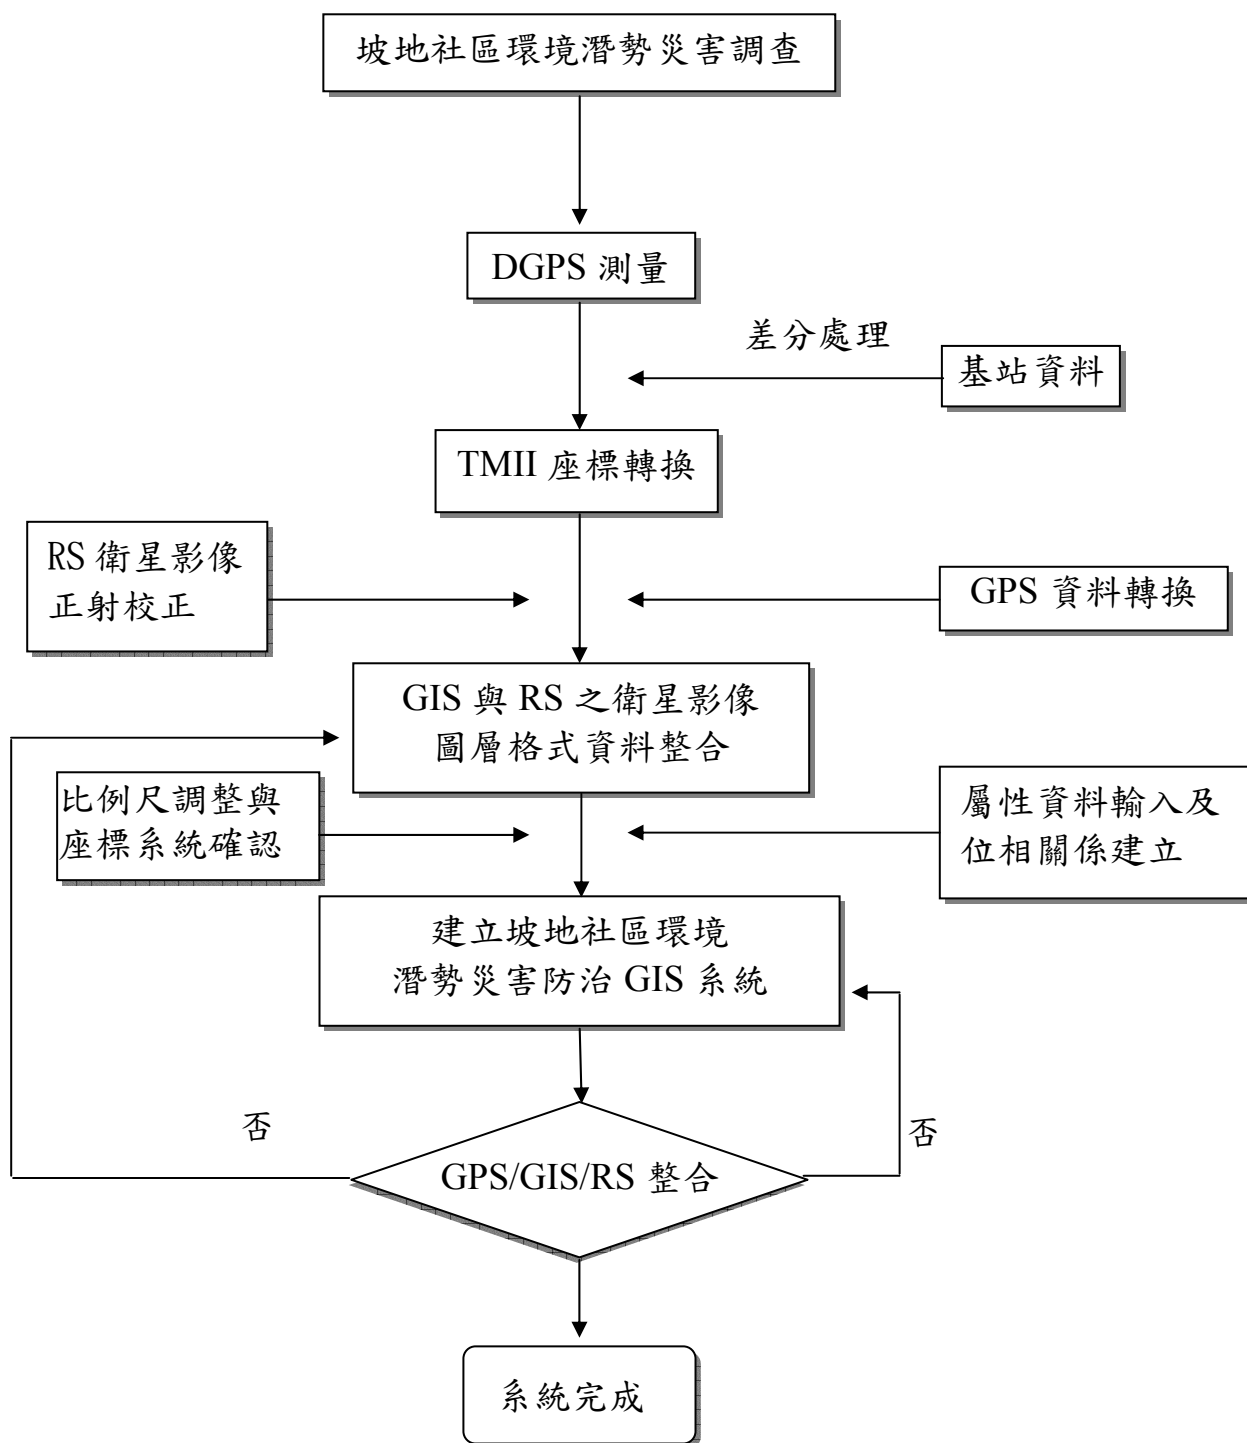 坡地社區環境潛勢災害調查
DGPS 測量
差分處理
基站資料
TMII 座標轉換
RS 衛星影像
正射校正
GPS 資料轉換
GIS 與 RS 之衛星影像
圖層格式資料整合
比例尺調整與
座標系統確認
屬性資料輸入及
位相關係建立
建立坡地社區環境
潛勢災害防治 GIS 系統
否
否
GPS/GIS/RS 整合
系統完成